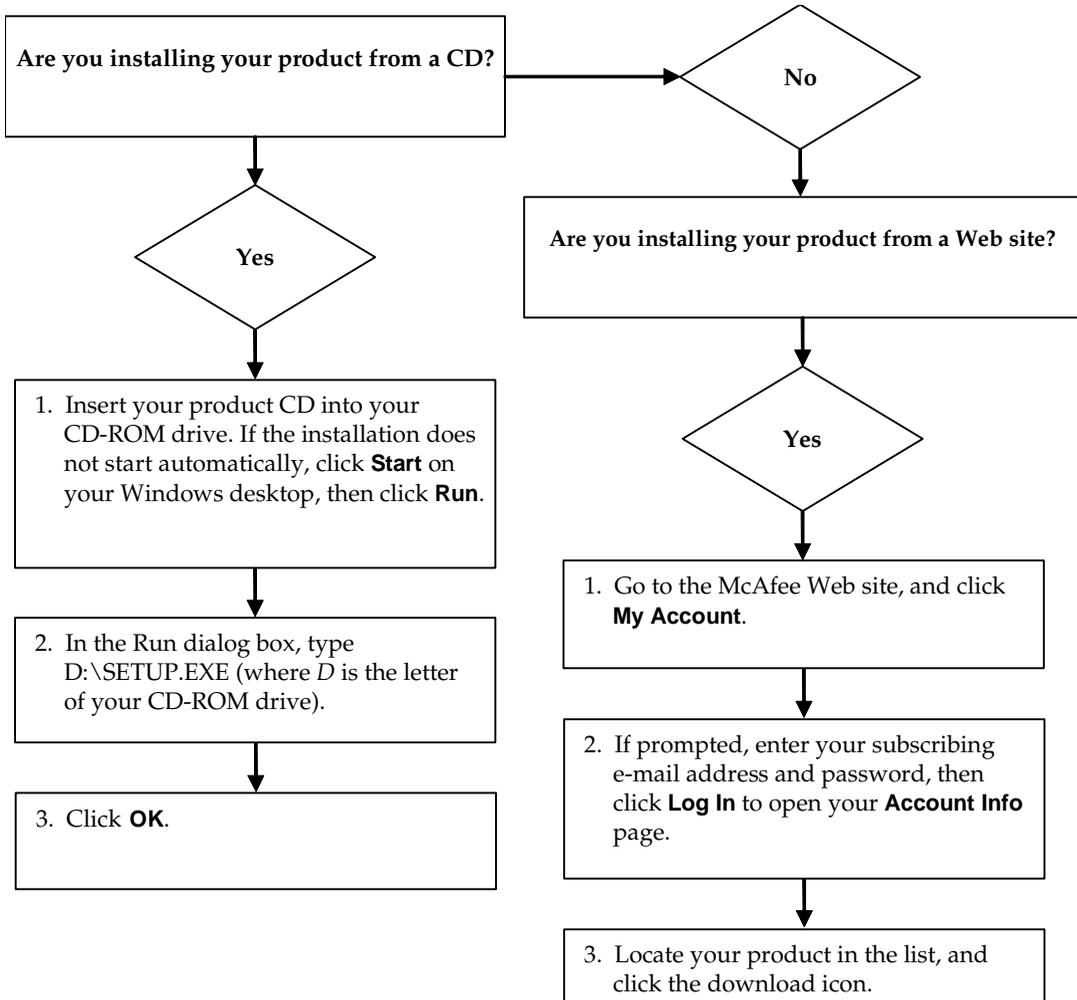 Are you installing your product from a CD?
No
Yes
Are you installing your product from a Web site?
1. Insert your product CD into your
CD-ROM drive. If the installation does
not start automatically, click Start on
your Windows desktop, then click Run.
2. In the Run dialog box, type
D:\SETUP.EXE (where D is the letter
of your CD-ROM drive).
3. Click OK.
Yes
1. Go to the McAfee Web site, and click
My Account.
2. If prompted, enter your subscribing
e-mail address and password, then
click Log In to open your Account Info
page.
3. Locate your product in the list, and
click the download icon.